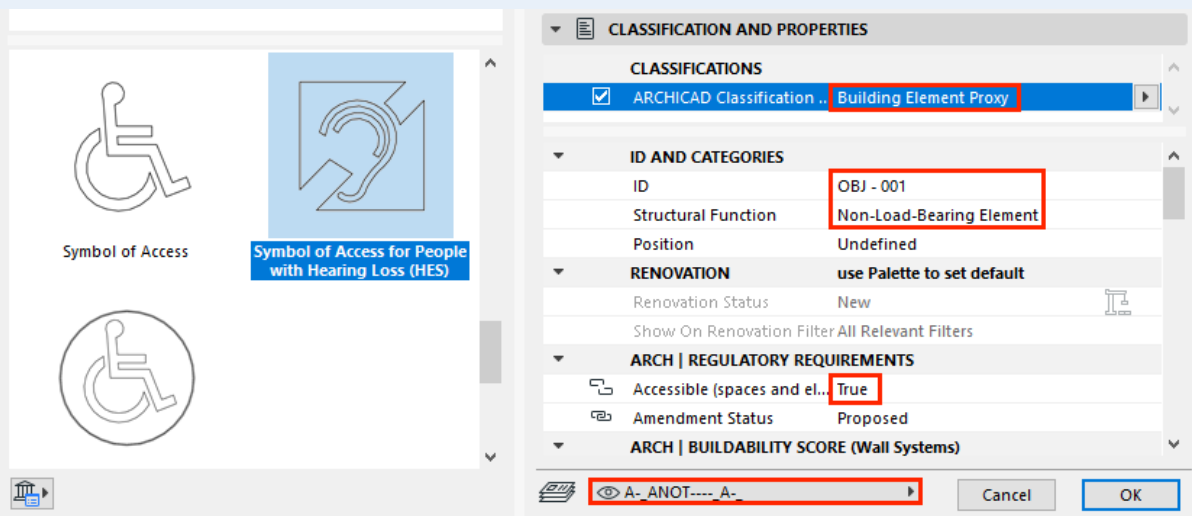 Symbol of Access
Symbol of Access for People
with Hearing Loss (HES)
CLASSIFICATION AND PROPERTIES
CLASSIFICATIONS
ARCHICAD Classification .. Building Element Proxy
ID AND CATEGORIES
ID OBJ - 001
Structural Function Non-Load-Bearing Element
Position Undefined
RENOVATION use Palette to set default
Renovation Status New
Show On Renovation Filter All Relevant Filters
ARCH | REGULATORY REQUIREMENTS
Accessible (spaces and el... True
Amendment Status Proposed
ARCH | BUILDABILITY SCORE (Wall Systems)
A-_ANOT----_A-_
Cancel OK